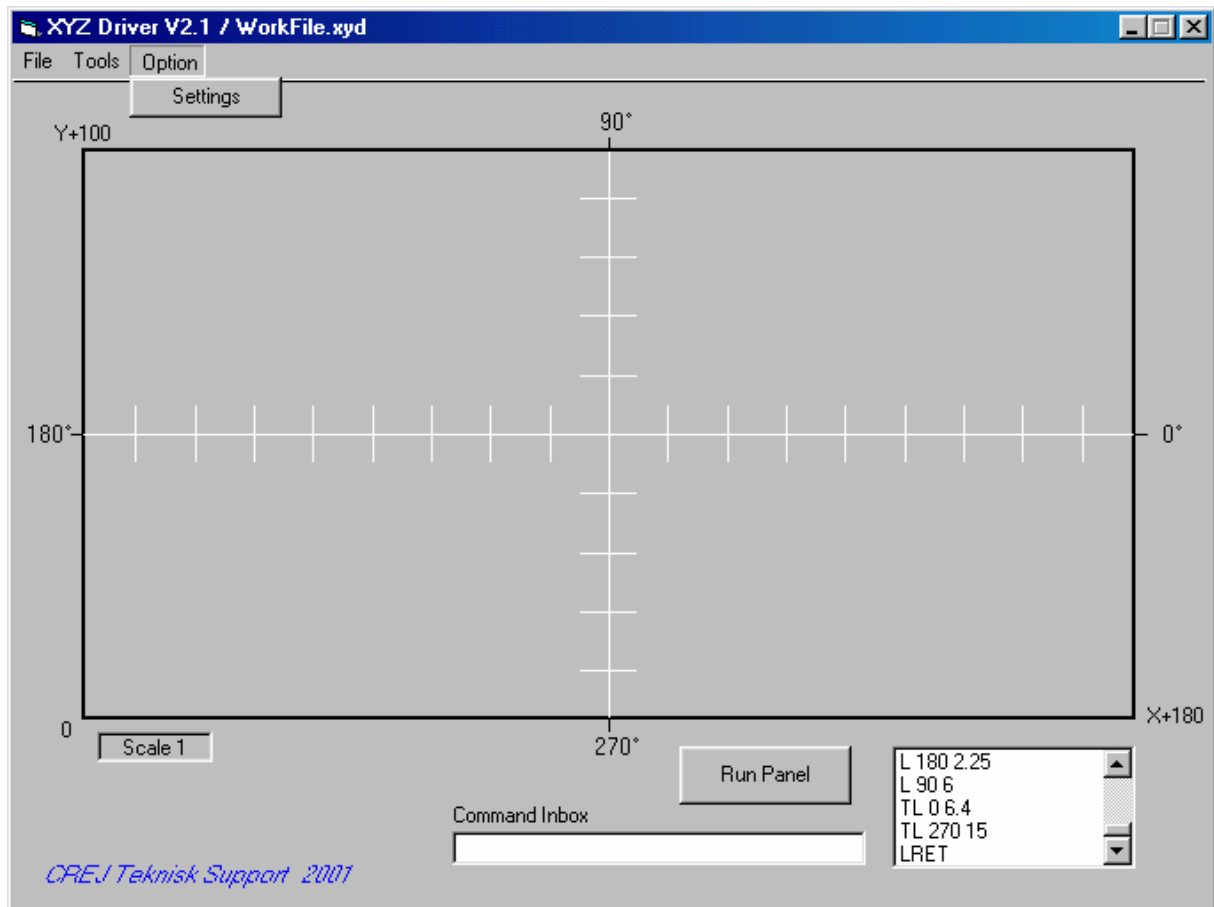 XYZ Driver V2.1 / WorkFile.xyd
File Tools Option
Settings
Y+100
90°
180°
0°
0
X+180
Scale 1
270°
Run Panel
L 180 2.25
L 90 6
TL 0 6.4
TL 270 15
LRET
Command Inbox
CREJ Teknisk Support 2001